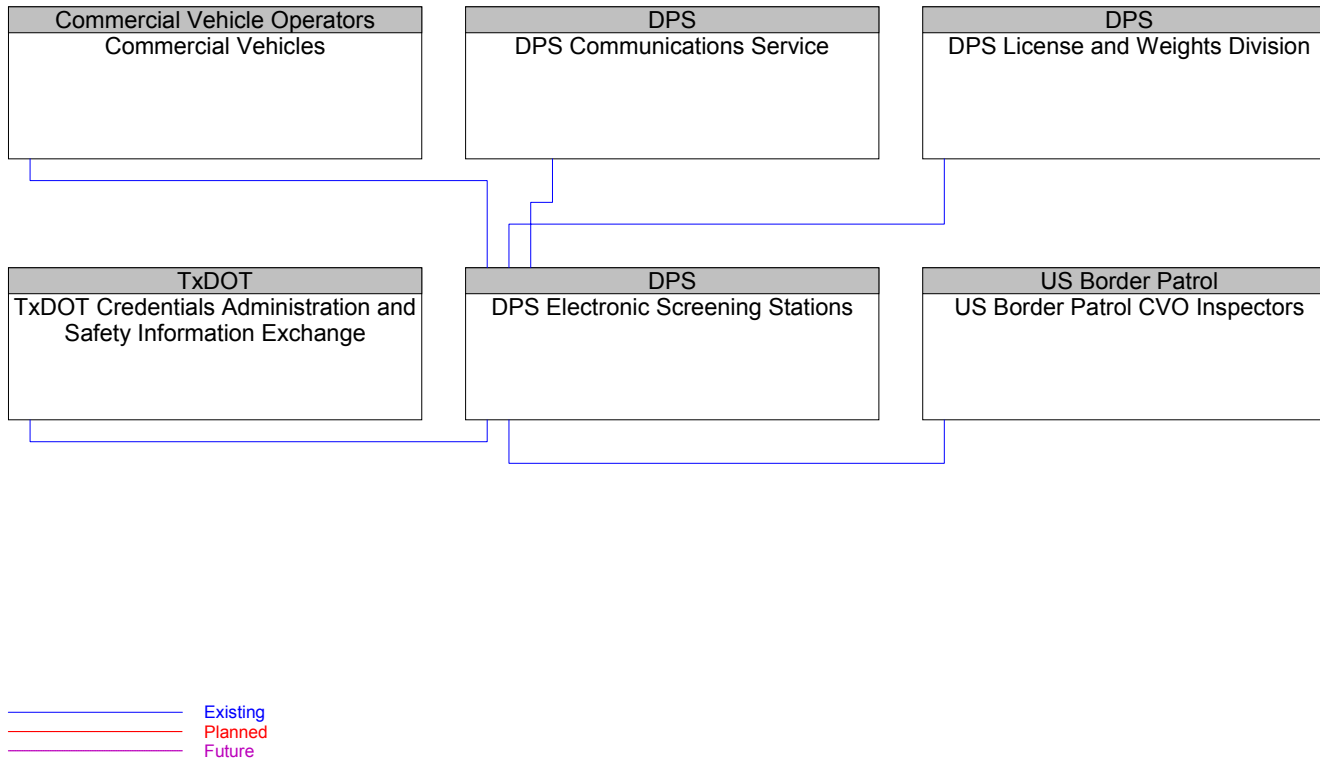 Commercial Vehicle Operators
Commercial Vehicles
DPS
DPS Communications Service
DPS
DPS License and Weights Division
TxDOT
TxDOT Credentials Administration and
Safety Information Exchange
DPS
DPS Electronic Screening Stations
US Border Patrol
US Border Patrol CVO Inspectors
Existing
Planned
Future